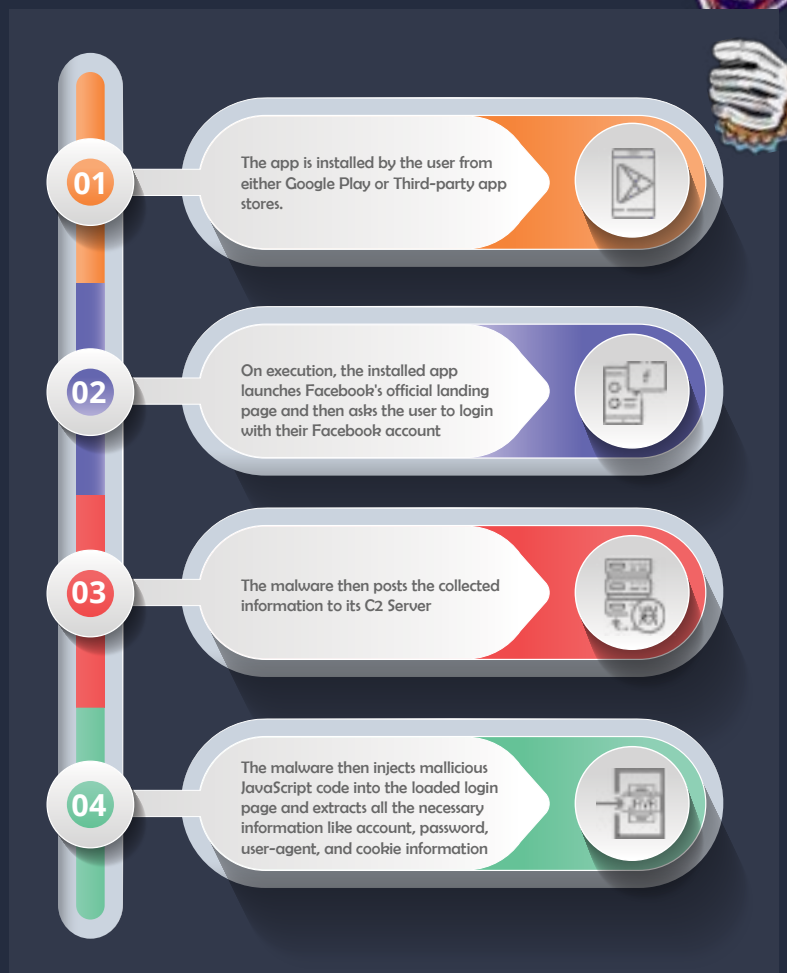 01
The app is installed by the user from
either Google Play or Third-party app
stores.
02
On execution, the installed app
launches Facebook's official landing
page and then asks the user to login
with their Facebook account
03
The malware then posts the collected
information to its C2 Server
04
The malware then injects mallicious
JavaScript code into the loaded login
page and extracts all the necessary
information like account, password,
user-agent, and cookie information